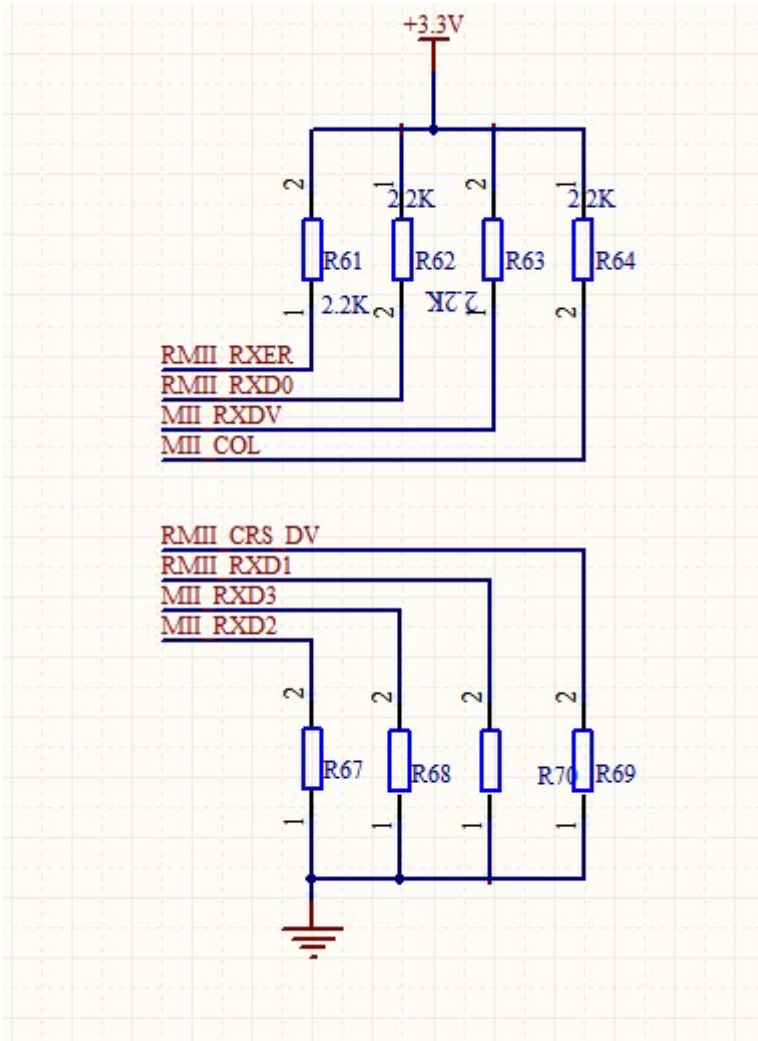 +3.3V
2 1 2 1
2.2K 2.2K
R61 R62 R63 R64
1 2.2K 2 2.2K 1 2
RMII_RXER
RMII_RXD0
MII_RXDV
MII_COL
RMII_CRS_DV
RMII_RXD1
MII_RXD3
MII_RXD2
2 2 2 2
R67 R68 R70 R69
1 1 1 1